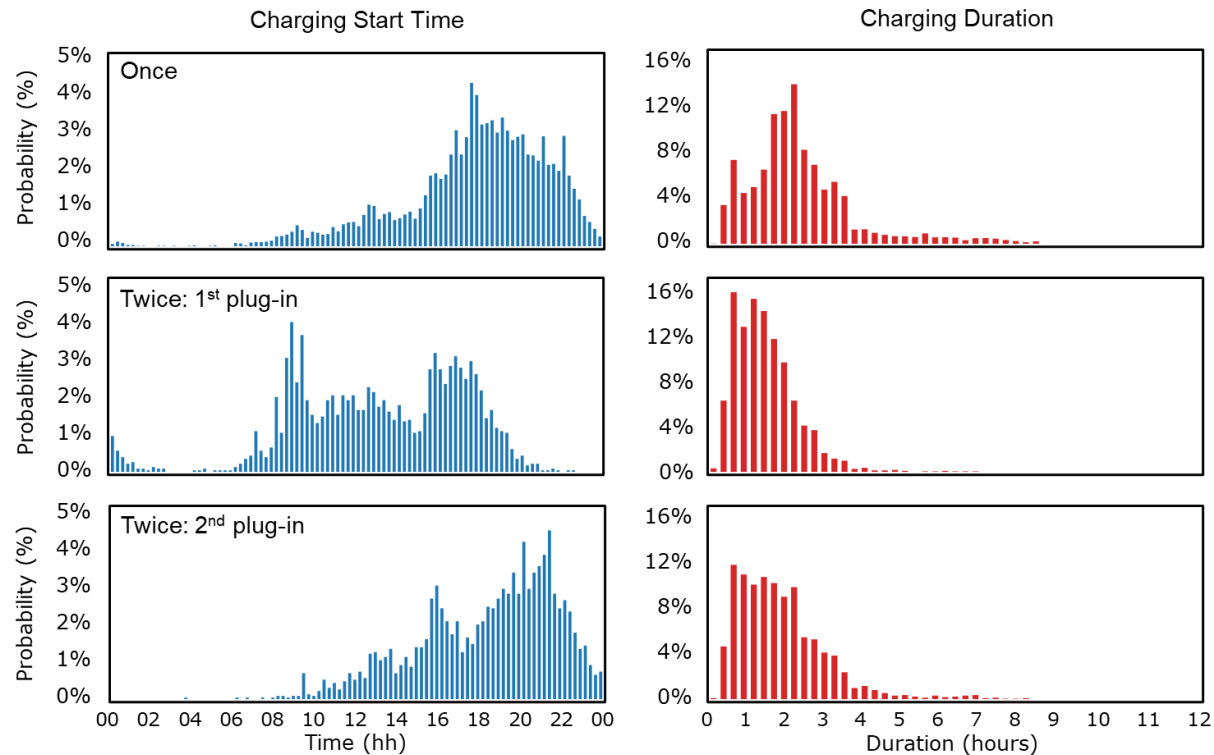 Charging Start Time
Charging Duration
Probability (%)
5%
4%
3%
2%
1%
0%
Once
16%
12%
8%
4%
0%
Probability (%)
5%
4%
3%
2%
1%
0%
Twice: 1st plug-in
16%
12%
8%
4%
0%
Probability (%)
5%
4%
3%
2%
1%
0%
Twice: 2nd plug-in
16%
12%
8%
4%
0%
00 02 04 06 08 10 12 14 16 18 20 22 00
Time (hh)
0 1 2 3 4 5 6 7 8 9 10 11 12
Duration (hours)